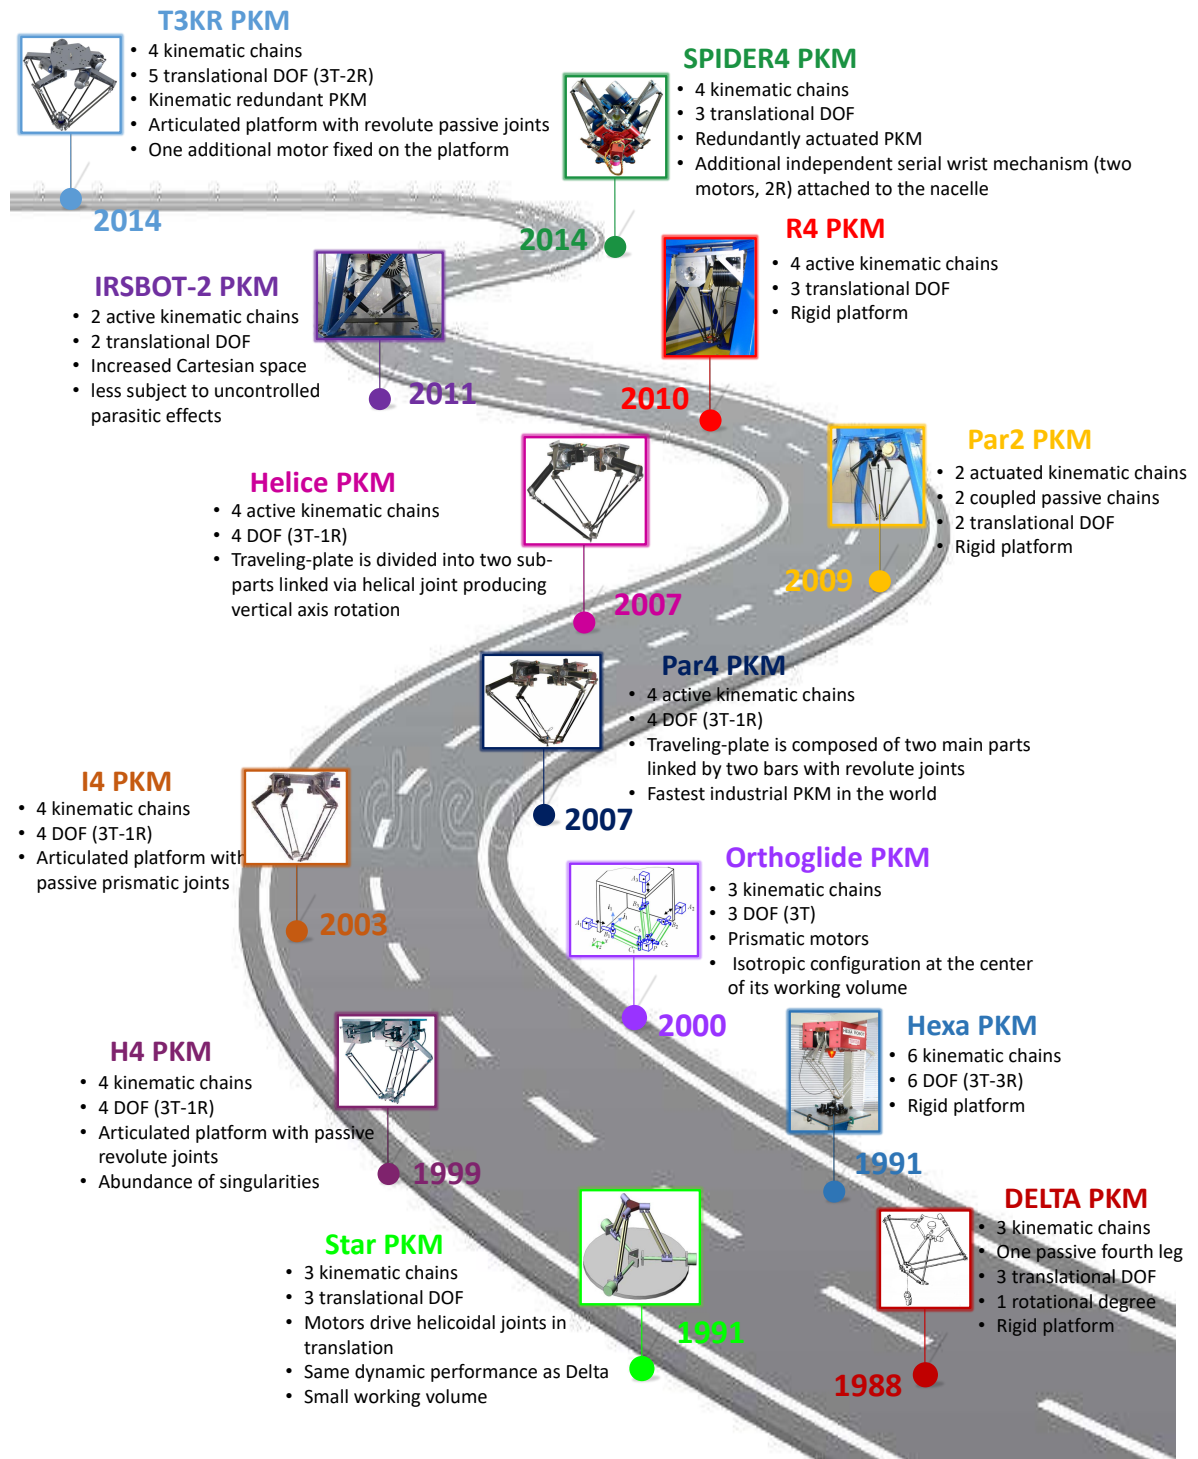 T3KR PKM
• 4 kinematic chains
• 5 translational DOF (3T-2R)
• Kinematic redundant PKM
• Articulated platform with revolute passive joints
• One additional motor fixed on the platform
2014
SPIDER4 PKM
• 4 kinematic chains
• 3 translational DOF
• Redundantly actuated PKM
• Additional independent serial wrist mechanism (two
motors, 2R) attached to the nacelle
2014
R4 PKM
• 4 active kinematic chains
• 3 translational DOF
• Rigid platform
2010
IRSBOT-2 PKM
• 2 active kinematic chains
• 2 translational DOF
• Increased Cartesian space
• less subject to uncontrolled
parasitic effects
2011
Par2 PKM
• 2 actuated kinematic chains
• 2 coupled passive chains
• 2 translational DOF
• Rigid platform
2009
Helice PKM
• 4 active kinematic chains
• 4 DOF (3T-1R)
• Traveling-plate is divided into two sub-
parts linked via helical joint producing
vertical axis rotation
2007
Par4 PKM
• 4 active kinematic chains
• 4 DOF (3T-1R)
• Traveling-plate is composed of two main parts
linked by two bars with revolute joints
• Fastest industrial PKM in the world
2007
I4 PKM
• 4 kinematic chains
• 4 DOF (3T-1R)
• Articulated platform with
passive prismatic joints
2003
Orthoglide PKM
• 3 kinematic chains
• 3 DOF (3T)
• Prismatic motors
• Isotropic configuration at the center
of its working volume
2000
Hexa PKM
• 6 kinematic chains
• 6 DOF (3T-3R)
• Rigid platform
1991
H4 PKM
• 4 kinematic chains
• 4 DOF (3T-1R)
• Articulated platform with passive
revolute joints
• Abundance of singularities
1999
DELTA PKM
• 3 kinematic chains
• One passive fourth leg
• 3 translational DOF
• 1 rotational degree
• Rigid platform
1988
Star PKM
• 3 kinematic chains
• 3 translational DOF
• Motors drive helicoidal joints in
translation
• Same dynamic performance as Delta
• Small working volume
1991